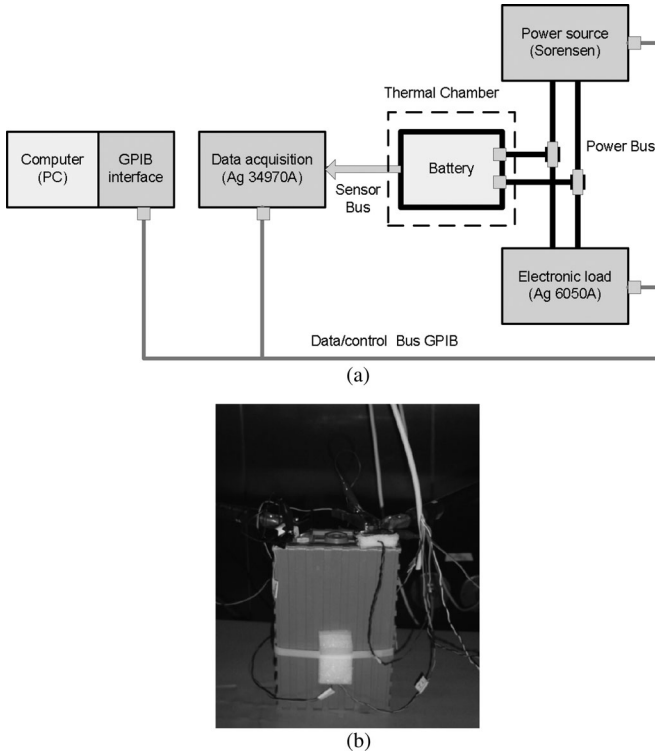 Power source
(Sorensen)
Thermal Chamber
Computer
(PC)
GPIB
interface
Data acquisition
(Ag 34970A)
Sensor
Bus
Battery
Power Bus
Electronic load
(Ag 6050A)
Data/control Bus GPIB
(a)
(b)